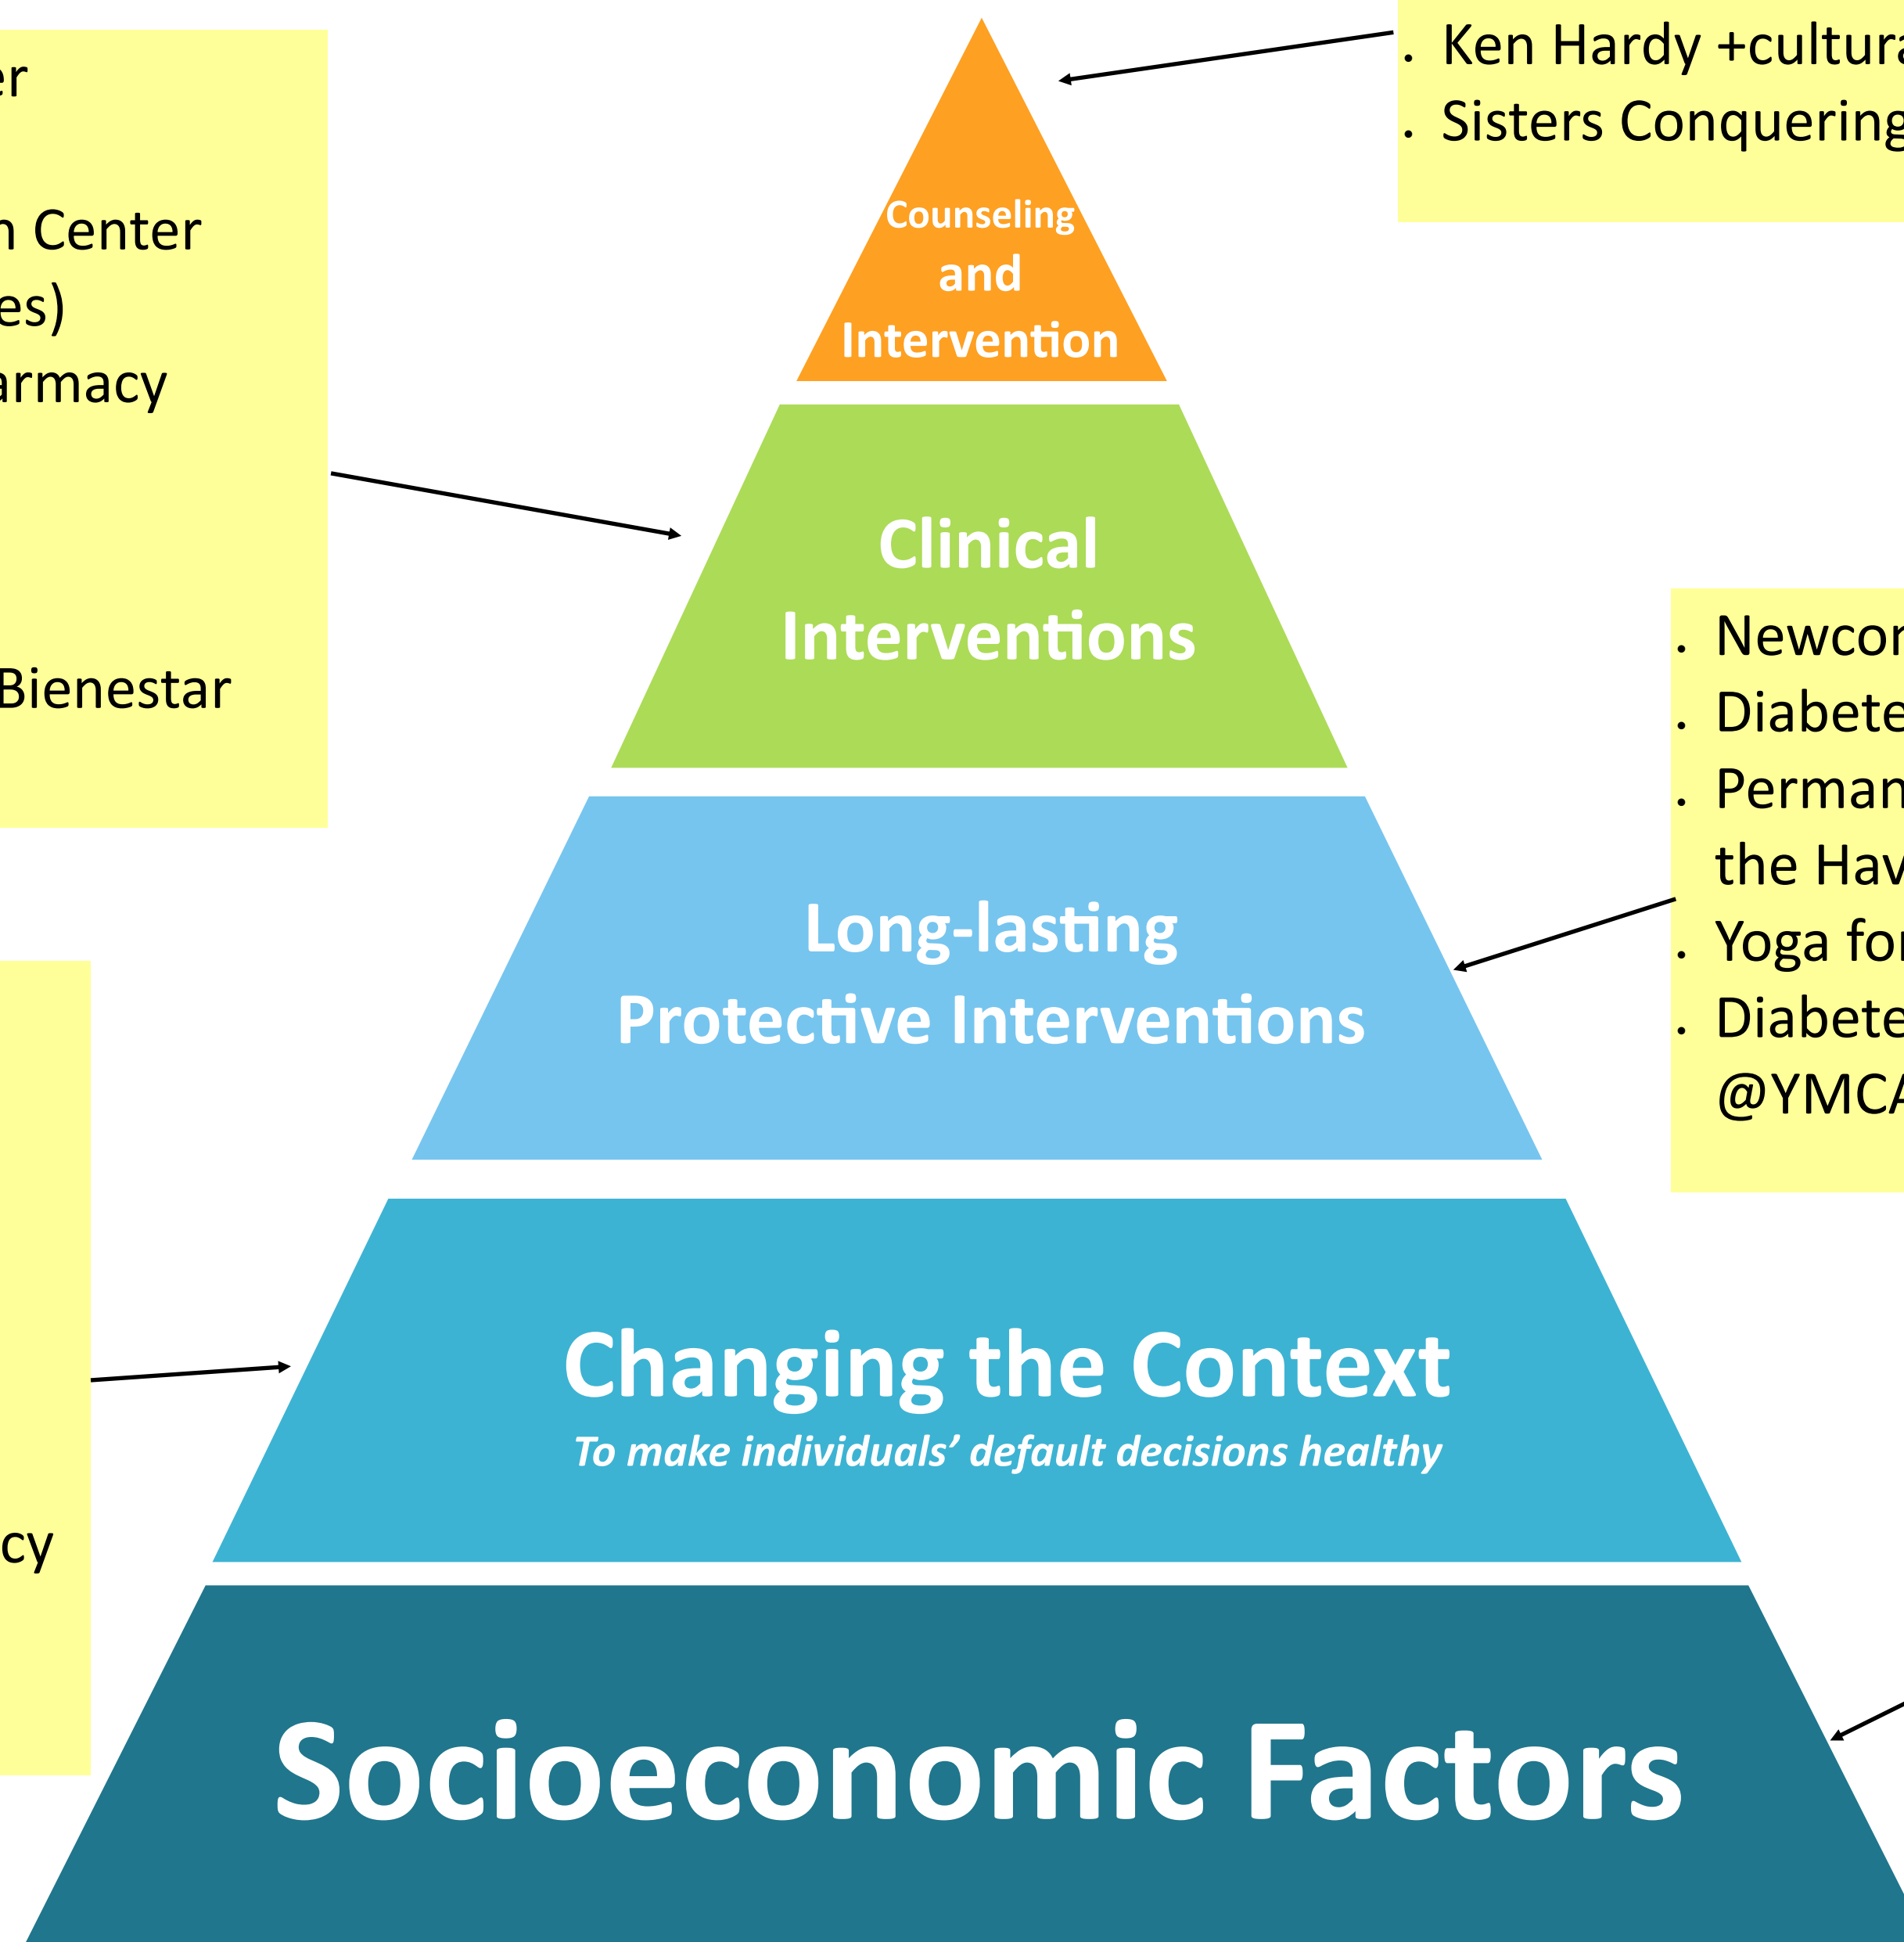 er
n Center
es)
armacy
Bienestar
cy
Counseling
and
Intervention
Clinical
Interventions
Long-lasting
Protective Interventions
Changing the Context
To make individuals’ default decisions healthy
Socioeconomic Factors
. Ken Hardy +cultura
. Sisters Conquering
. Newcom
. Diabete
. Perman
the Hav
. Yoga for
. Diabete
@YMCA